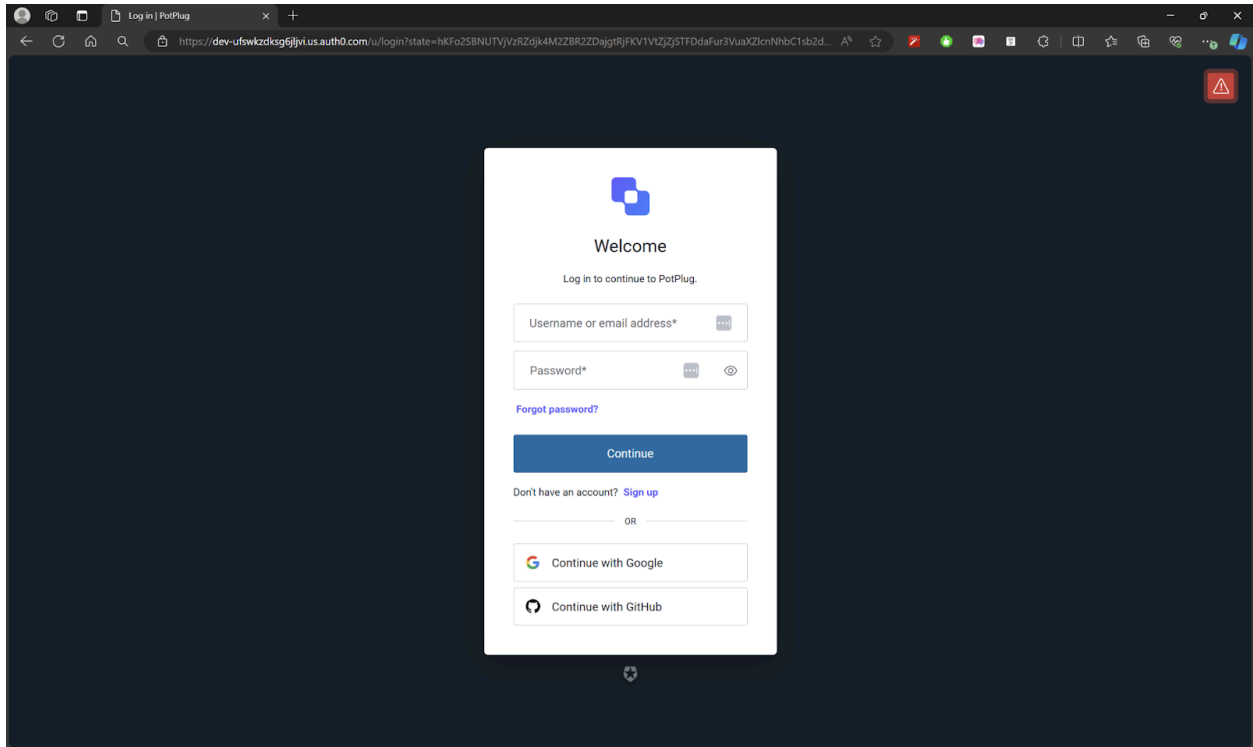 Log in | PotPlug
https://dev-ufswkzdksg6jljvi.us.auth0.com/u/login?state=hKFo2SBNUTVjVzRZdjk4M2ZBR2ZDajgtRjFKV1VtZjZjSTFDdaFur3VuaXZlcnNhbC1sb2d...
Welcome
Log in to continue to PotPlug.
Username or email address*
Password*
Forgot password?
Continue
Don't have an account? Sign up
OR
Continue with Google
Continue with GitHub